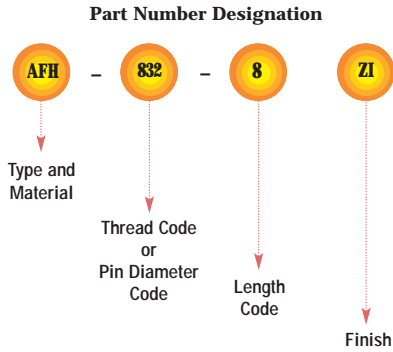 Part Number Designation
AFH – 832 – 8 ZI
Type and
Material
Thread Code
or
Pin Diameter
Code
Length
Code
Finish